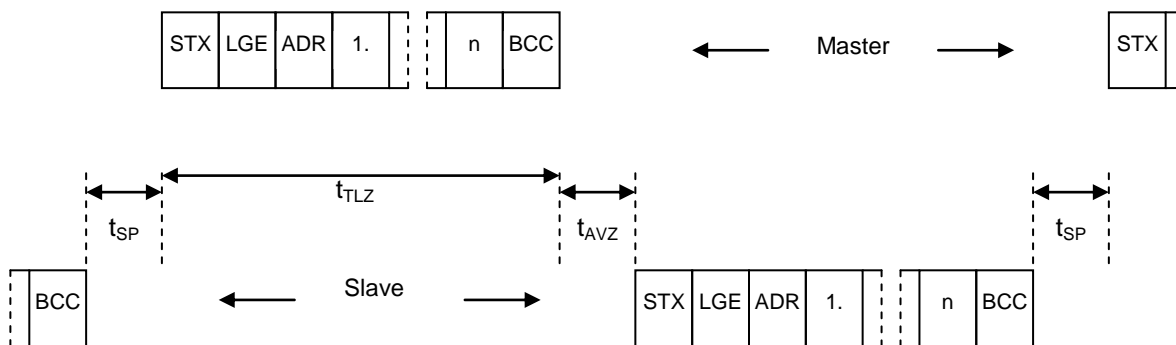 STX LGE ADR 1. n BCC Master STX
tTLZ
tSP tAVZ tSP
BCC Slave STX LGE ADR 1. n BCC